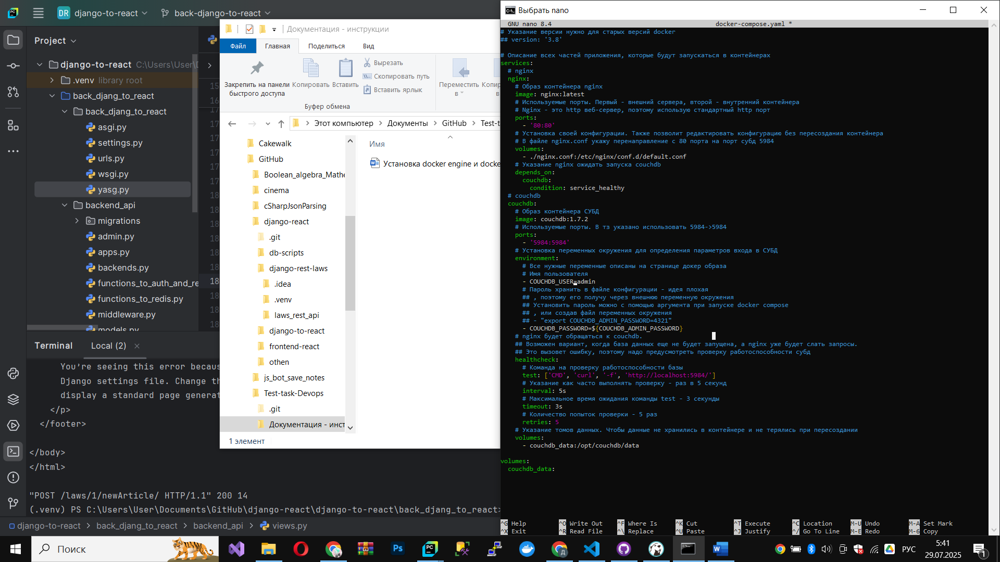 django-to-react
back-django-to-react
Project
django-to-react C:\Users\User\
.venv library root
back_djang_to_react
back_djang_to_react
asgi.py
settings.py
urls.py
wsgi.py
yasg.py
backend_api
migrations
admin.py
apps.py
backends.py
functions_to_auth_and_re
functions_to_redis.py
middleware.py
models.py
Terminal Local (2)
You're seeing this error becaus
Django settings file. Change th
display a standard page generat
</p>
</footer>
</body>
</html>
"POST /laws/1/newArticle/ HTTP/1.1" 200 14
(.venv) PS C:\Users\User\Documents\GitHub\django-react\django-to-react\back_djang_to_react>
django-to-react > back_djang_to_react > backend_api > views.py
Документация - инструкции
Файл Главная Поделиться Вид
Закрепить на панели быстрого доступа
Копировать
Вставить
Вырезать
Скопировать путь
Вставить ярлык
Переместить в
Буфер обмена
Этот компьютер > Документы > GitHub > Test-t
Имя
Установка docker engine и docke
Cakewalk
GitHub
Boolean_algebra_Mathe
cinema
cSharpJsonParsing
django-react
.git
db-scripts
django-rest-laws
.idea
.venv
laws_rest_api
django-to-react
frontend-react
othen
js_bot_save_notes
Test-task-Devops
.git
Документация - инст
1 элемент
Выбрать nano
GNU nano 8.4 docker-compose.yaml *
# Указание версии нужно для старых версий docker
## version: '3.8'
# Описание всех частей приложения, которые будут запускаться в контейнерах
services:
# nginx
nginx:
# Образ контейнера nginx
image: nginx:latest
# Используемые порты. Первый - внешний сервера, второй - внутренний контейнера
# Nginx - это http веб-сервер, поэтому использую стандартный http порт
ports:
- '80:80'
# Установка своей конфигурации. Также позволит редактировать конфигурацию без пересоздания контейнера
# В файле nginx.conf укажу перенаправление с 80 порта на порт субд 5984
volumes:
- ./nginx.conf:/etc/nginx/conf.d/default.conf
# Указание nginx ожидать запуска couchdb
depends_on:
couchdb:
condition: service_healthy
# couchdb
couchdb:
# Образ контейнера СУБД
image: couchdb:1.7.2
# Используемые порты. В тз указано использовать 5984->5984
ports:
- '5984:5984'
# Установка переменных окружения для определения параметров входа в СУБД
environment:
# Все нужные переменные описаны на странице докер образа
# Имя пользователя
- COUCHDB_USER=admin
# Пароль хранить в файле конфигурации - идея плохая
## , поэтому его получу через внешнюю переменную окружения
## Установить пароль можно с помощью аргумента при запуске docker compose
## , или создав файл переменных окружения
## - "export COUCHDB_ADMIN_PASSWORD=4321"
- COUCHDB_PASSWORD=${COUCHDB_ADMIN_PASSWORD}
# nginx будет обращаться к couchdb.
## Возможен вариант, когда база данных еще не будет запущена, а nginx уже будет слать запросы.
## Это вызовет ошибку, поэтому надо предусмотреть проверку работоспособности субд
healthcheck:
# Команда на проверку работоспособности базы
test: ['CMD', 'curl', '-f', 'http://localhost:5984/']
# Указание как часто выполнять проверку - раз в 5 секунд
interval: 5s
# Максимальное время ожидания команды test - 3 секунды
timeout: 3s
# Количество попыток проверки - 5 раз
retries: 5
# Указание томов данных. Чтобы данные не хранились в контейнере и не терялись при пересоздании
volumes:
- couchdb_data:/opt/couchdb/data
volumes:
couchdb_data:
^G Help ^O Write Out ^F Where Is ^K Cut ^T Execute ^C Location M-U Undo M-A Set Mark
^X Exit ^R Read File ^\ Replace ^U Paste ^J Justify ^/ Go To Line M-E Redo M-6 Copy
Поиск
РУС
5:41
29.07.2025
1